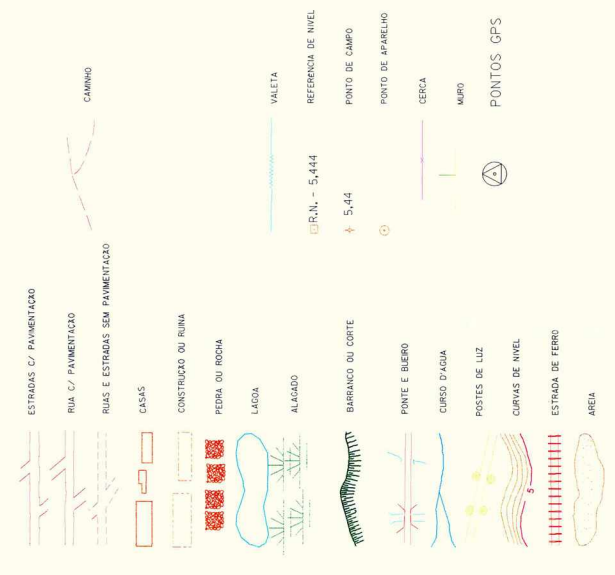 ESTRADAS C/ PAVIMENTAÇÃO
RUA C/ PAVIMENTAÇÃO
RUAS E ESTRADAS SEM PAVIMENTAÇÃO
CASAS
CONSTRUÇÃO OU RUINA
PEDRA OU ROCHA
LAGOA
ALAGADO
BARRANCO OU CORTE
PONTE E BUEIRO
CURSO D'AGUA
POSTES DE LUZ
5
CURVAS DE NIVEL
ESTRADA DE FERRO
AREIA
CAMINHO
VALETA
R.N. - 5,444
REFERENCIA DE NIVEL
5,44
PONTO DE CAMPO
PONTO DE APARELHO
CERCA
MURO
PONTOS GPS